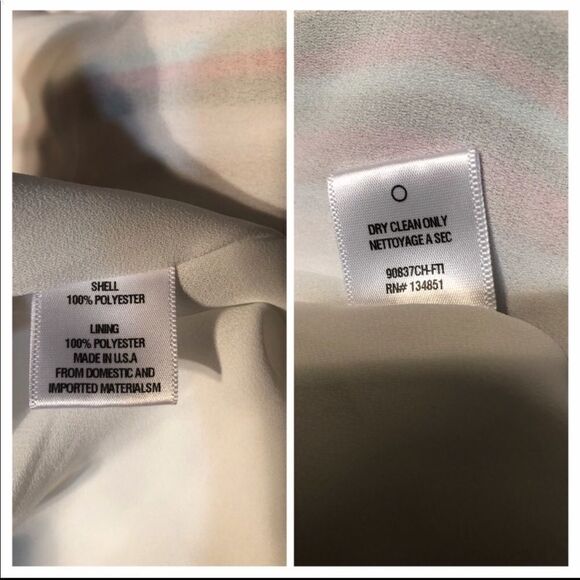 SHELL
100% POLYESTER
LINING
100% POLYESTER
MADE IN U.S.A
FROM DOMESTIC AND
IMPORTED MATERIALSM
DRY CLEAN ONLY
NETTOYAGE A SEC
90837CH-FTI
RN# 134851